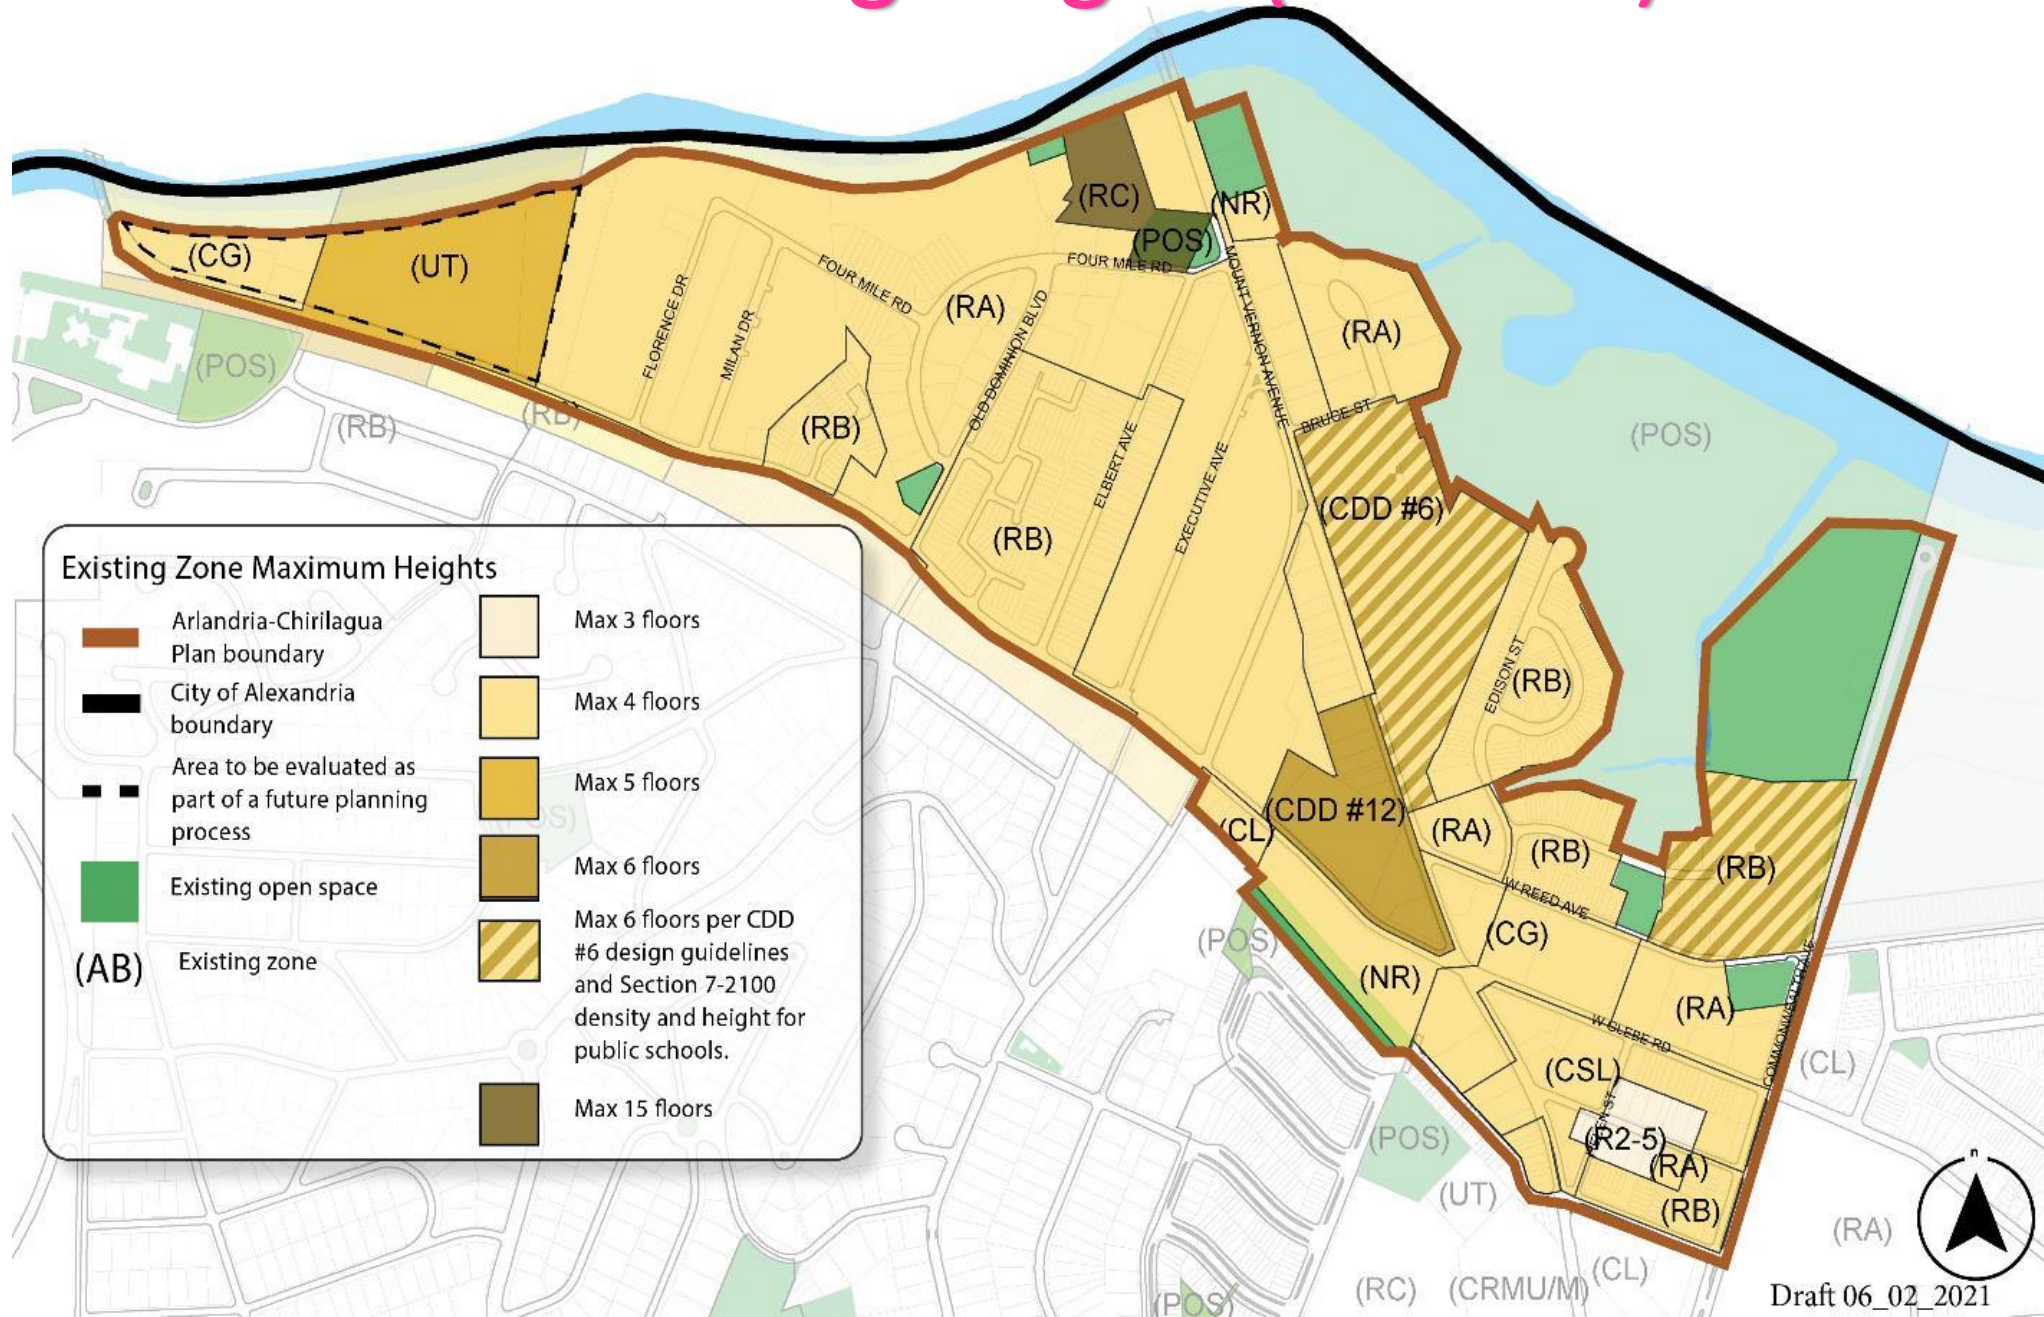 (CG)
(UT)
(RC)
(POS)
(NR)
FOUR MILE RD
FOUR MILE RD
(RA)
FLORENCE DR
MILAN DR
OLD DOMINION BLVD
MOUNT VERNON AVENUE
(RA)
(POS)
(RB)
(RB)
(RB)
BRUCE ST
(POS)
ELBERT AVE
EXECUTIVE AVE
(RB)
(CDD #6)
EDISON ST
(RB)
(CDD #12)
(CL)
(RA)
(RB)
(RB)
W REED AVE
(CG)
(POS)
(NR)
(RA)
W GLEBE RD
COMMONWEALTH AVE
(CSL)
(CL)
(R2-5)
(RA)
(RB)
(POS)
(UT)
(RA)
(CL)
(RC)
(CRMU/M)
(POS)
Existing Zone Maximum Heights
Arlandria-Chirilagua
Plan boundary
City of Alexandria
boundary
Area to be evaluated as
part of a future planning
process
Existing open space
(AB)
Existing zone
Max 3 floors
Max 4 floors
Max 5 floors
Max 6 floors
Max 6 floors per CDD
#6 design guidelines
and Section 7-2100
density and height for
public schools.
Max 15 floors
n
Draft 06_02_2021